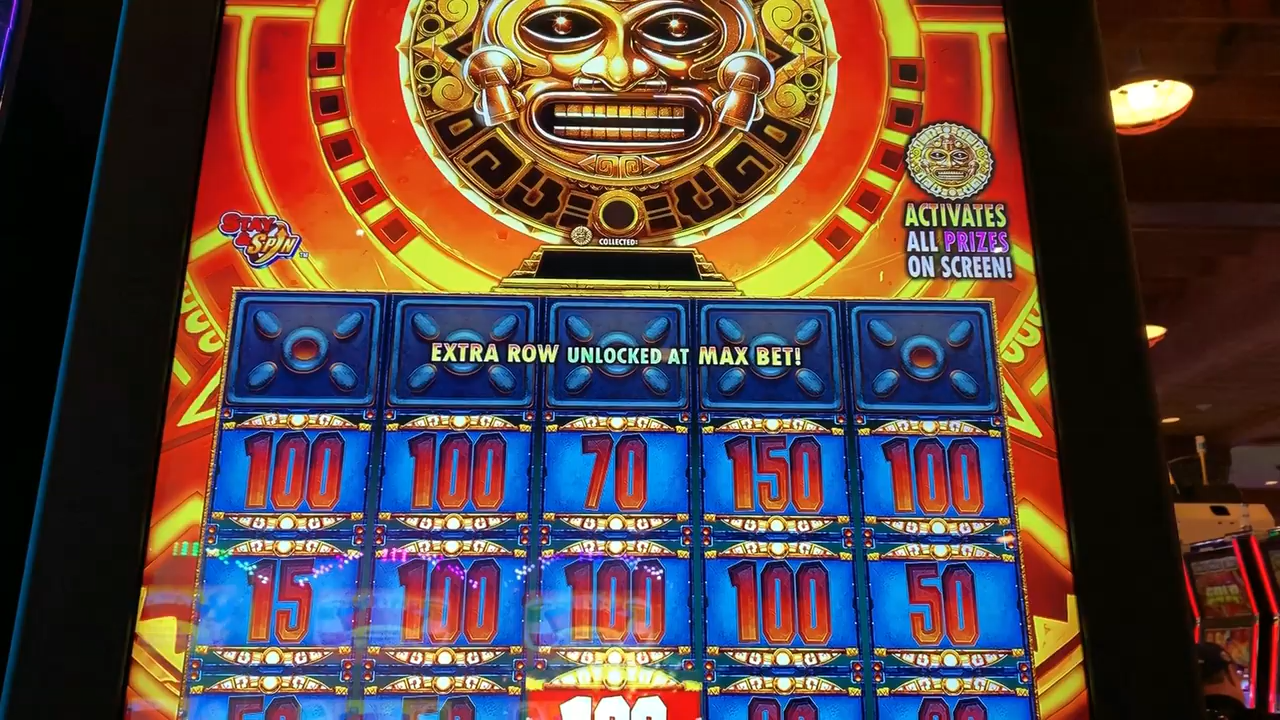 COLLECTED:
ACTIVATES
ALL PRIZES
ON SCREEN!
STAY
& SPIN™
EXTRA ROW UNLOCKED AT MAX BET!
100 100 70 150 100
15 100 100 100 50